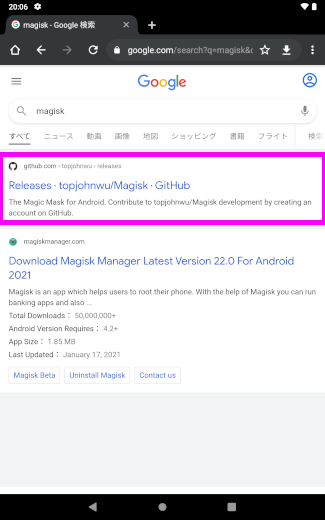 20:06
magisk - Google 検索
google.com/search?q=magisk&c
Google
magisk
すべて ニュース 動画 画像 地図 ショッピング 書籍 フライト 検索
github.com › topjohnwu › releases
Releases · topjohnwu/Magisk · GitHub
The Magic Mask for Android. Contribute to topjohnwu/Magisk development by creating an
account on GitHub.
magiskmanager.com
Download Magisk Manager Latest Version 22.0 For Android
2021
Magisk is an app which helps users to root their phone. With the help of Magisk you can run
banking apps and also ...
Total Downloads： 50,000,000+
Android Version Requires： 4.2+
App Size： 1.85 MB
Last Updated： January 17, 2021
Magisk Beta Uninstall Magisk Contact us